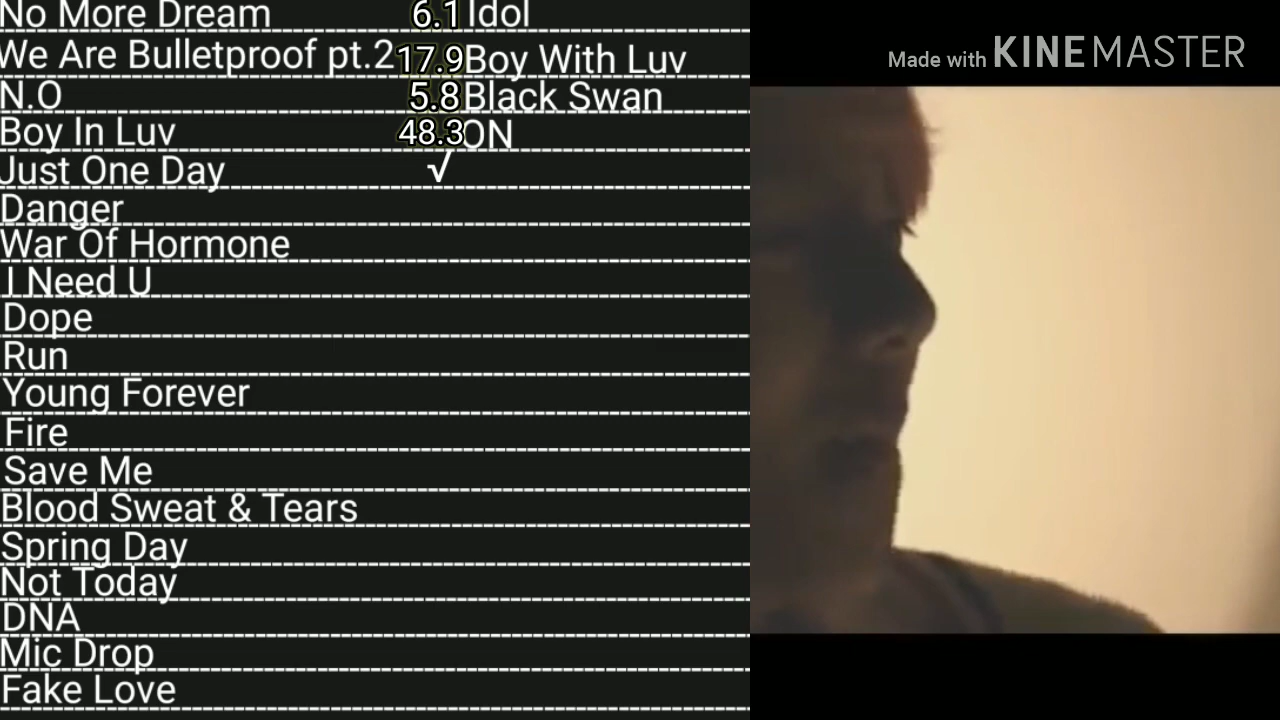 No More Dream 6.1 Idol
We Are Bulletproof pt.2 17.9 Boy With Luv
N.O 5.8 Black Swan
Boy In Luv 48.3 ON
Just One Day √
Danger
War Of Hormone
I Need U
Dope
Run
Young Forever
Fire
Save Me
Blood Sweat & Tears
Spring Day
Not Today
DNA
Mic Drop
Fake Love
Made with KINEMASTER